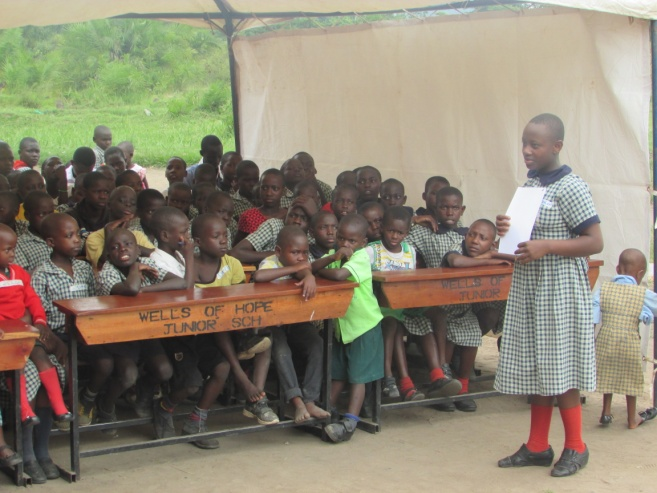 WELLS OF HOPE
JUNIOR SCH
WELLS OF HOPE
JUNIOR